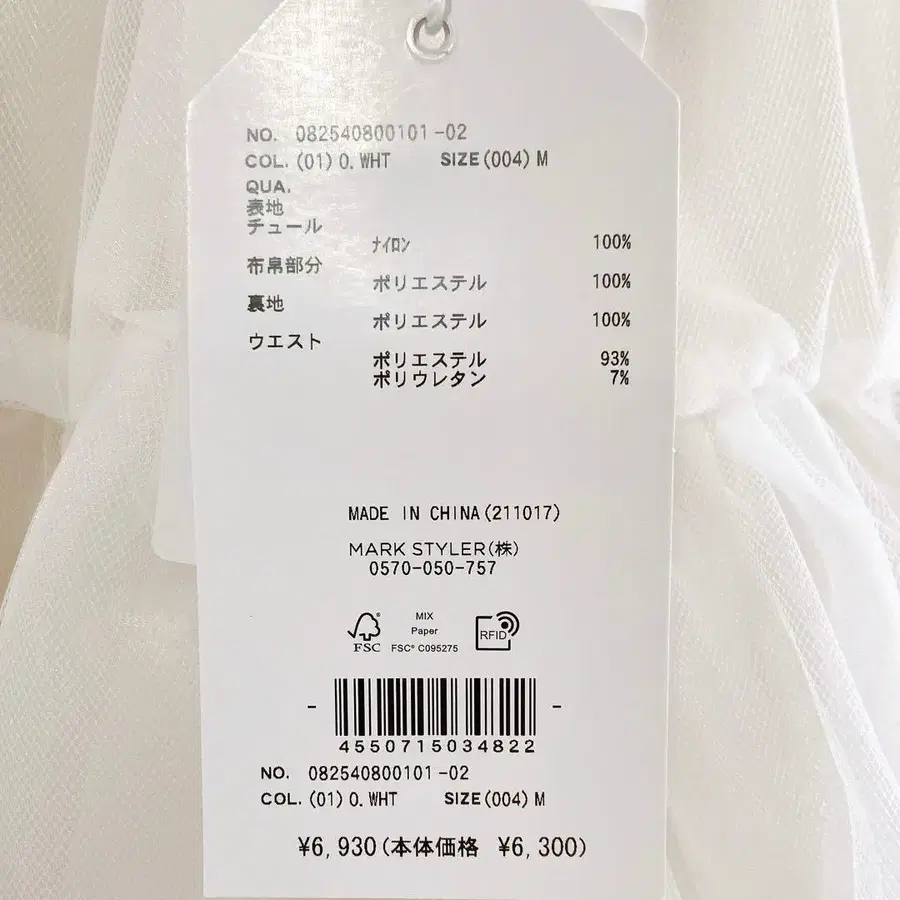 NO. 082540800101-02
COL.(01)O.WHT SIZE(004)M
QUA.
表地
チュール
ナイロン 100%
布帛部分
ポリエステル 100%
裏地
ポリエステル 100%
ウエスト
ポリエステル 93%
ポリウレタン 7%
MADE IN CHINA(211017)
MARK STYLER(株)
0570-050-757
FSC®
MIX
Paper
FSC® C095275
RFID
- 4550715034822 -
NO. 082540800101-02
COL.(01)O.WHT SIZE(004)M
¥6,930(本体価格 ¥6,300)